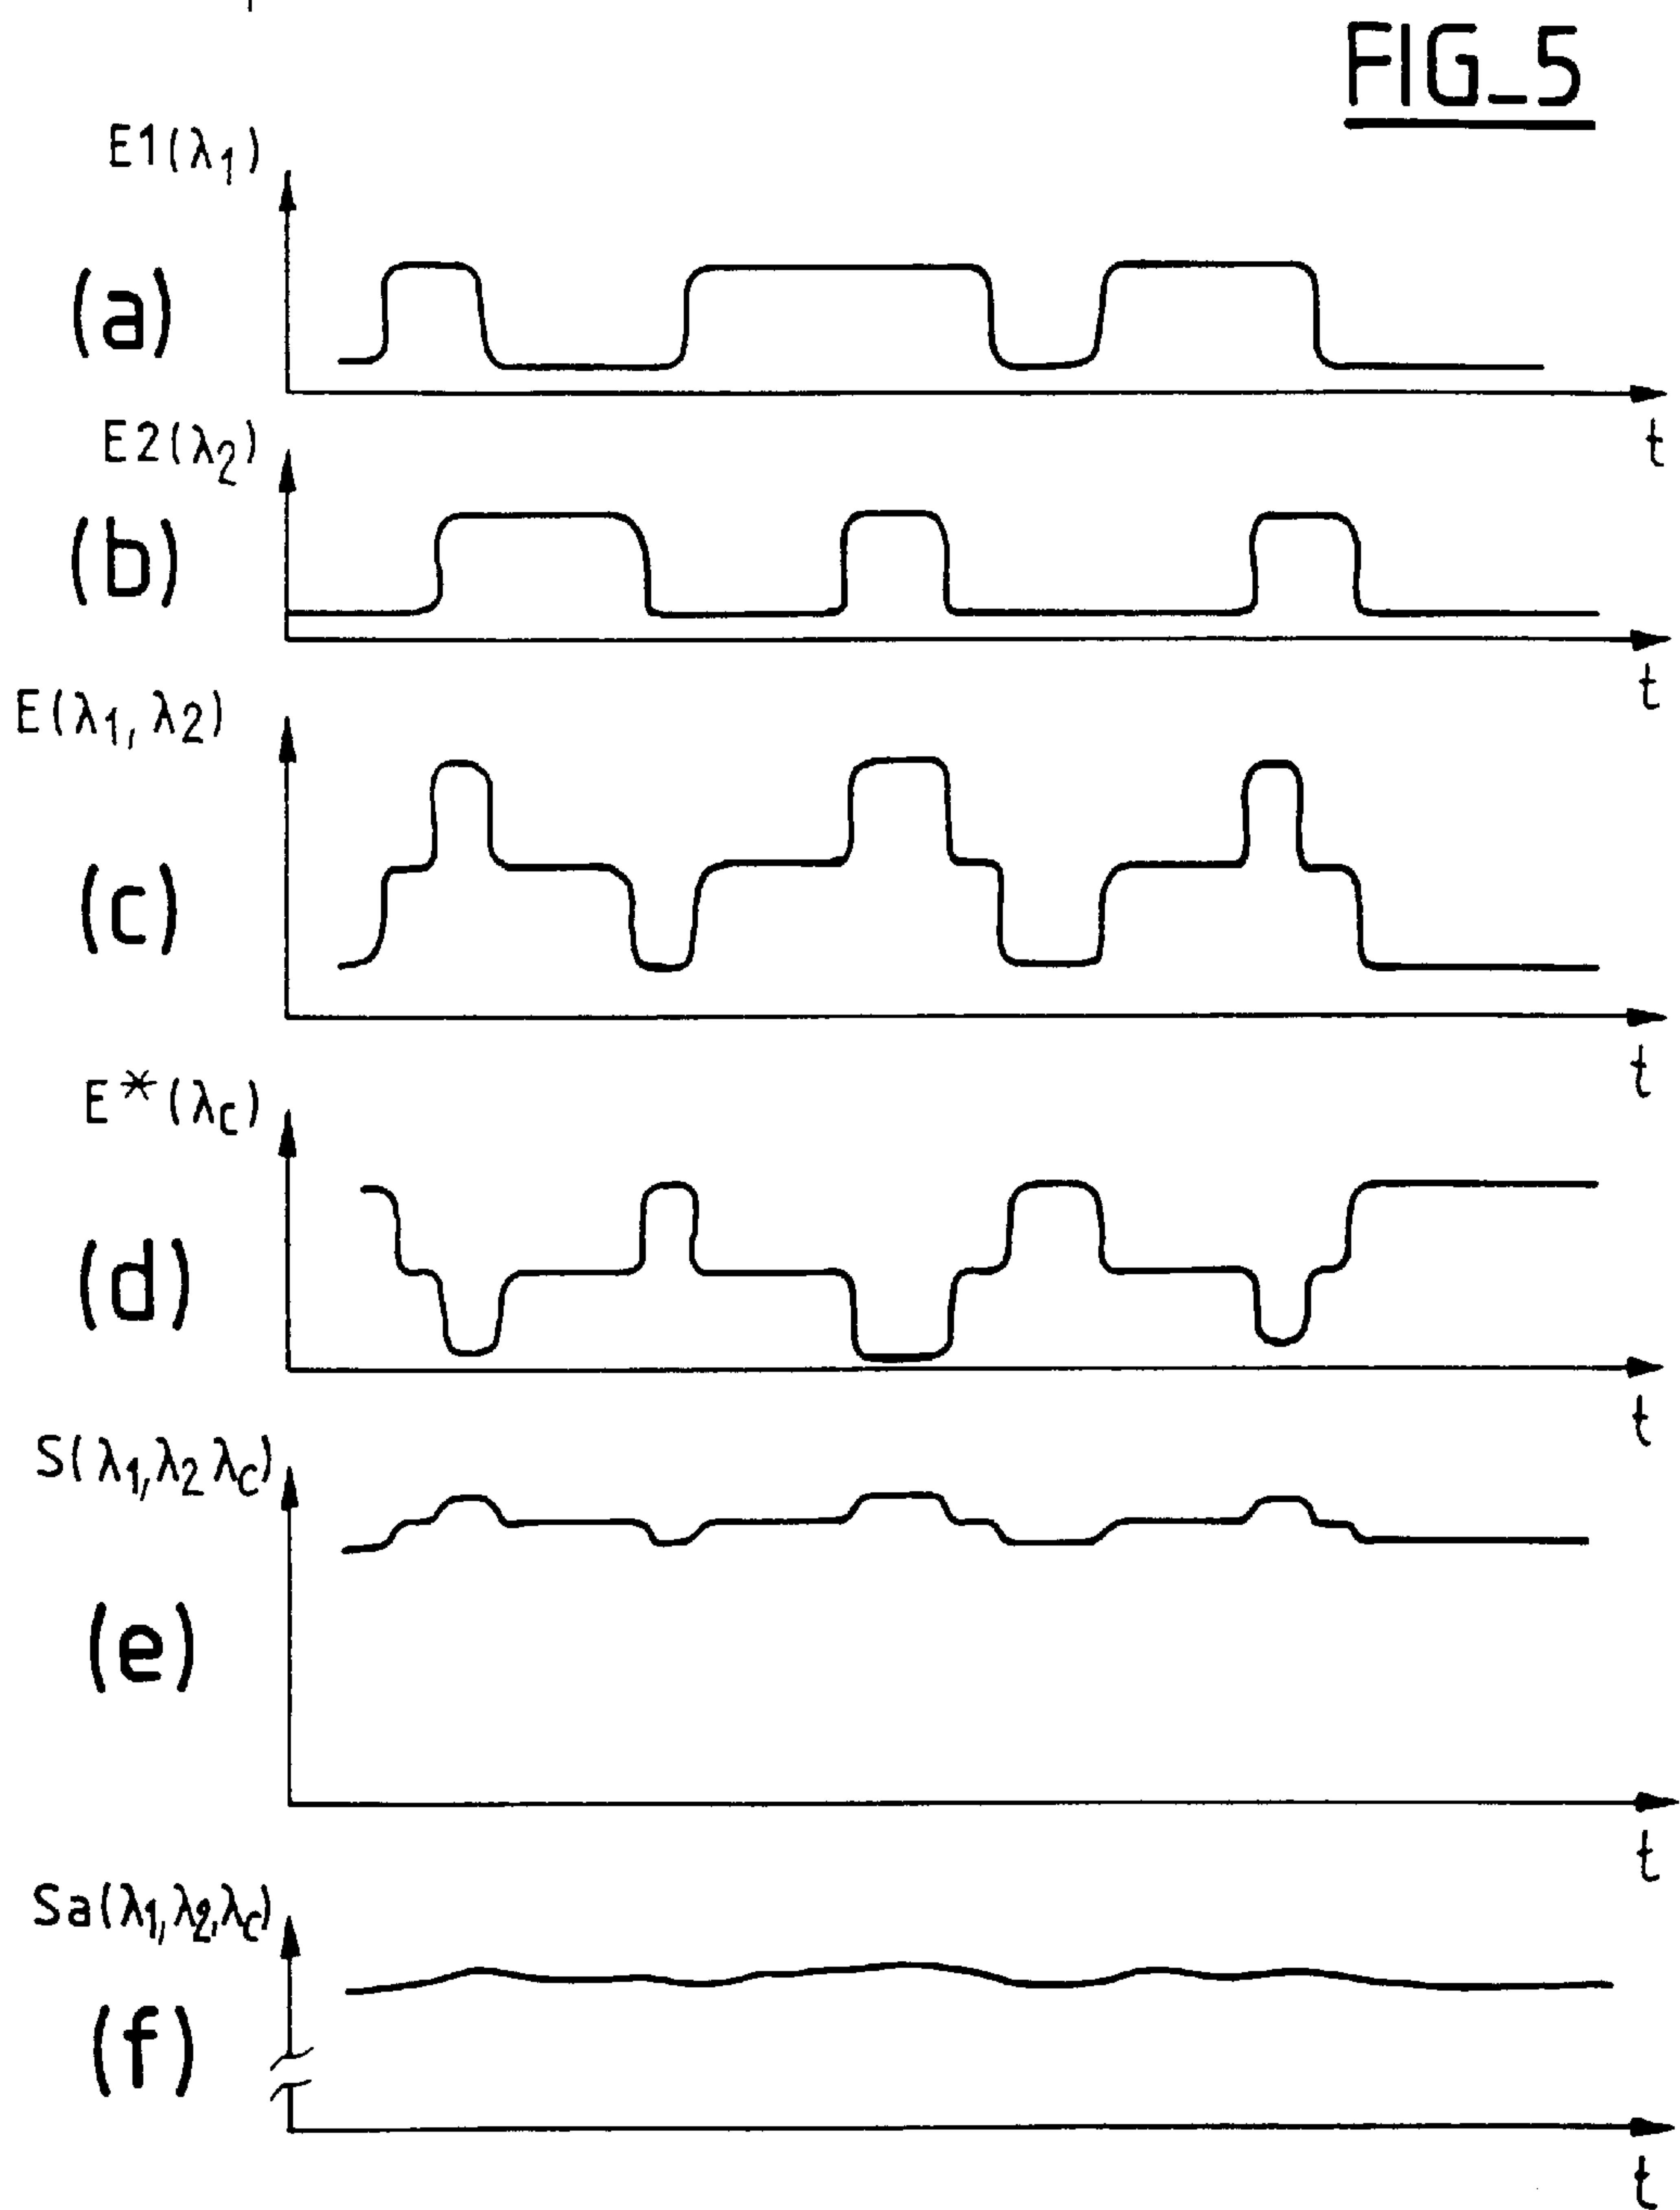 FIG_5
E1(λ1)
(a)
t
E2(λ2)
(b)
t
E(λ1, λ2)
(c)
t
E*(λc)
(d)
t
S(λ1,λ2 λc)
(e)
t
Sa(λ1,λ2,λc)
(f)
t